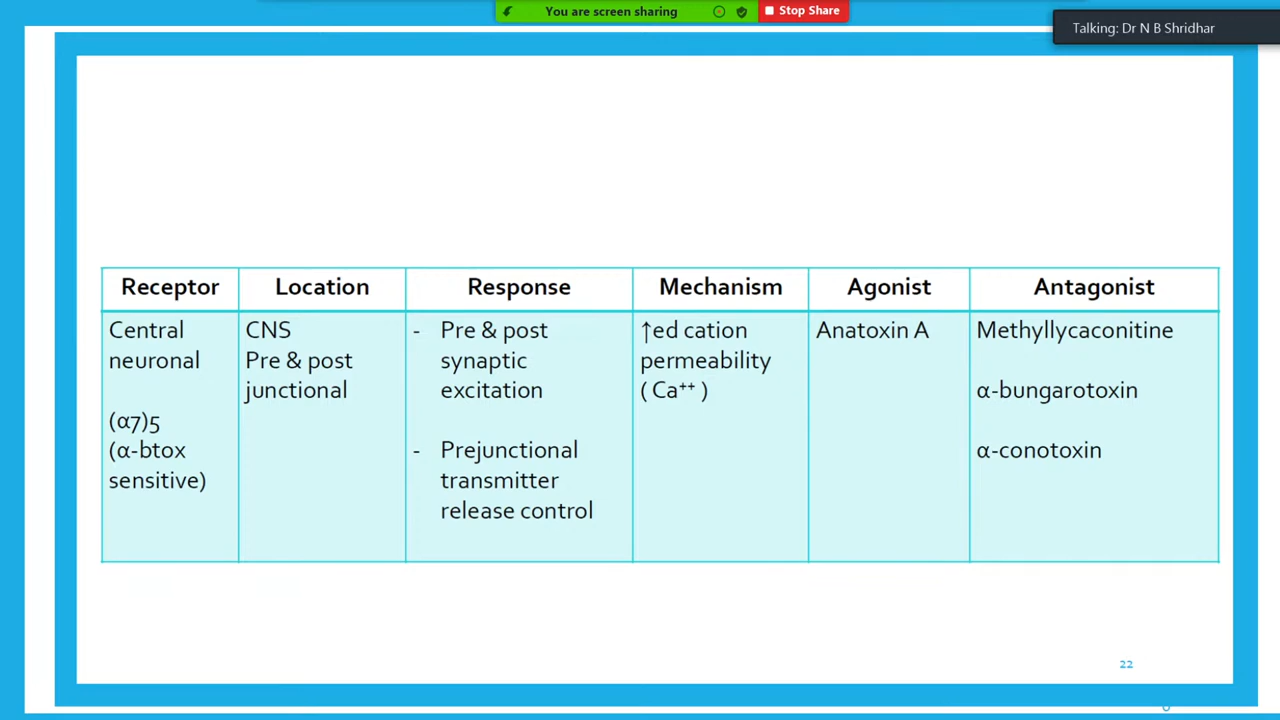 You are screen sharing
Stop Share
Talking: Dr N B Shridhar
Receptor Location Response Mechanism Agonist Antagonist
Central
neuronal
(α7)5
(α-btox
sensitive)
CNS
Pre & post
junctional
- Pre & post
synaptic
excitation
- Prejunctional
transmitter
release control
↑ed cation
permeability
( Ca⁺⁺ )
Anatoxin A
Methyllycaconitine
α-bungarotoxin
α-conotoxin
22